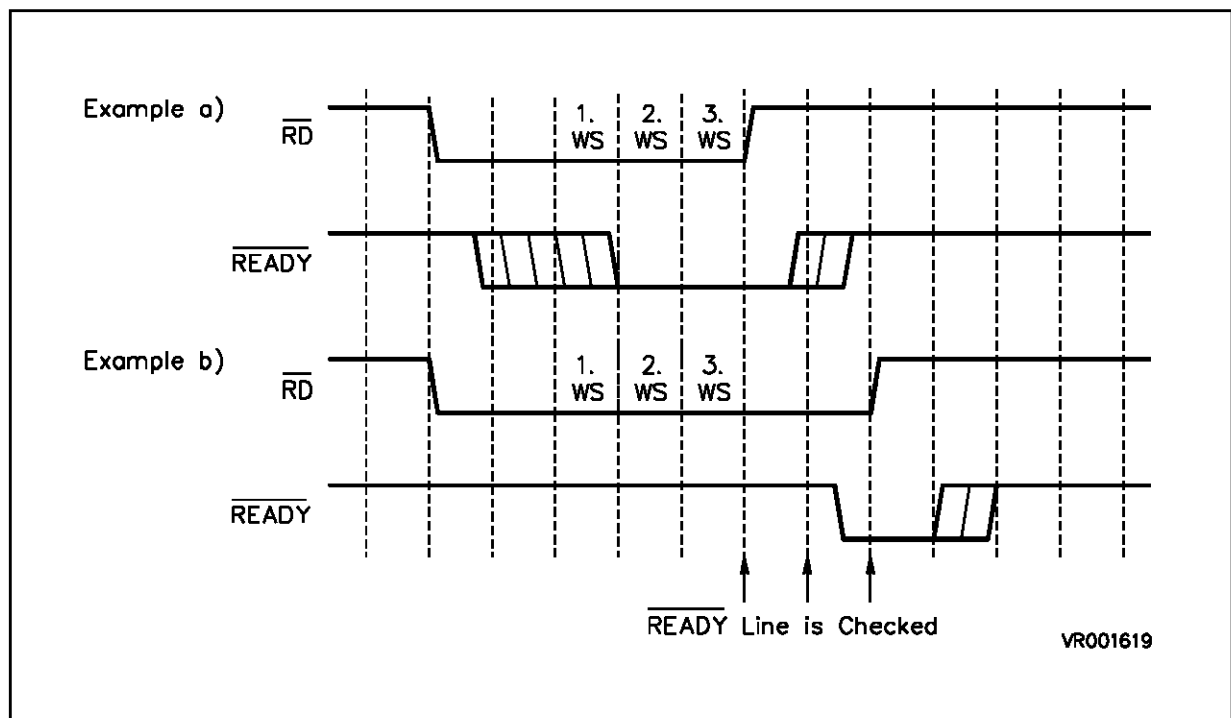 Example a)
RD
1. WS
2. WS
3. WS
READY
Example b)
RD
1. WS
2. WS
3. WS
READY
READY Line is Checked
VR001619